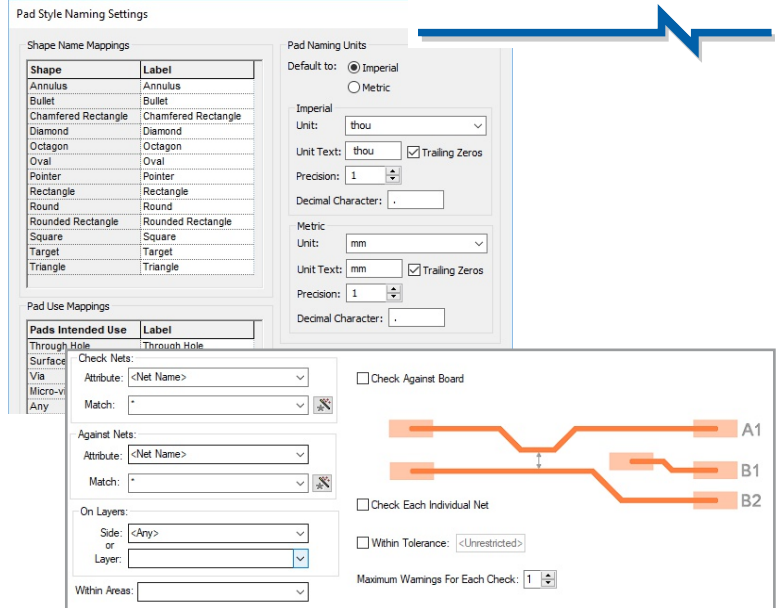 Pad Style Naming Settings
Shape Name Mappings
Shape Label
Annulus Annulus
Bullet Bullet
Chamfered Rectangle Chamfered Rectangle
Diamond Diamond
Octagon Octagon
Oval Oval
Pointer Pointer
Rectangle Rectangle
Round Round
Rounded Rectangle Rounded Rectangle
Square Square
Target Target
Triangle Triangle
Pad Naming Units
Default to: Imperial
Metric
Imperial
Unit: thou
Unit Text: thou Trailing Zeros
Precision: 1
Decimal Character: .
Metric
Unit: mm
Unit Text: mm Trailing Zeros
Precision: 1
Decimal Character: .
Pad Use Mappings
Pads Intended Use Label
Through Hole Through Hole
Surface
Via
Any
Check Nets:
Attribute: <Net Name>
Match: *
Against Nets:
Attribute: <Net Name>
Match: *
On Layers:
Side: <Any>
or
Layer:
Within Areas:
Check Against Board
A1
B1
B2
Check Each Individual Net
Within Tolerance: <Unrestricted>
Maximum Warnings For Each Check: 1